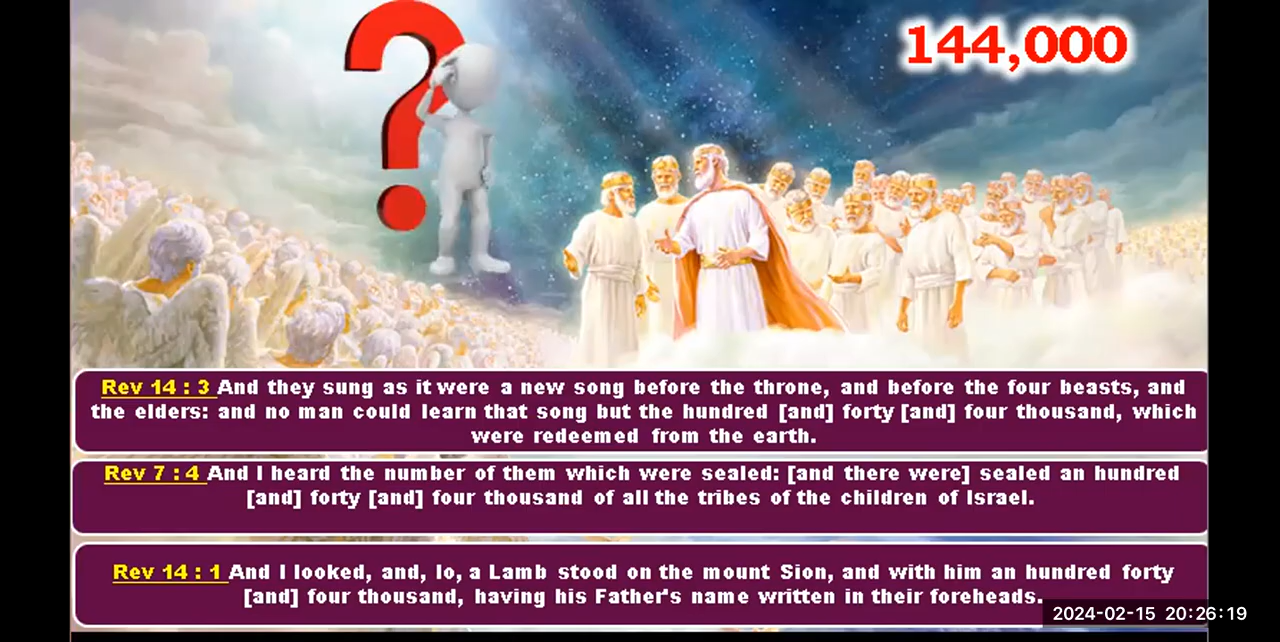 144,000
Rev 14 : 3 And they sung as it were a new song before the throne, and before the four beasts, and
the elders: and no man could learn that song but the hundred [and] forty [and] four thousand, which
were redeemed from the earth.
Rev 7 : 4 And I heard the number of them which were sealed: [and there were] sealed an hundred
[and] forty [and] four thousand of all the tribes of the children of Israel.
Rev 14 : 1 And I looked, and, lo, a Lamb stood on the mount Sion, and with him an hundred forty
[and] four thousand, having his Father's name written in their foreheads.
2024-02-15 20:26:19